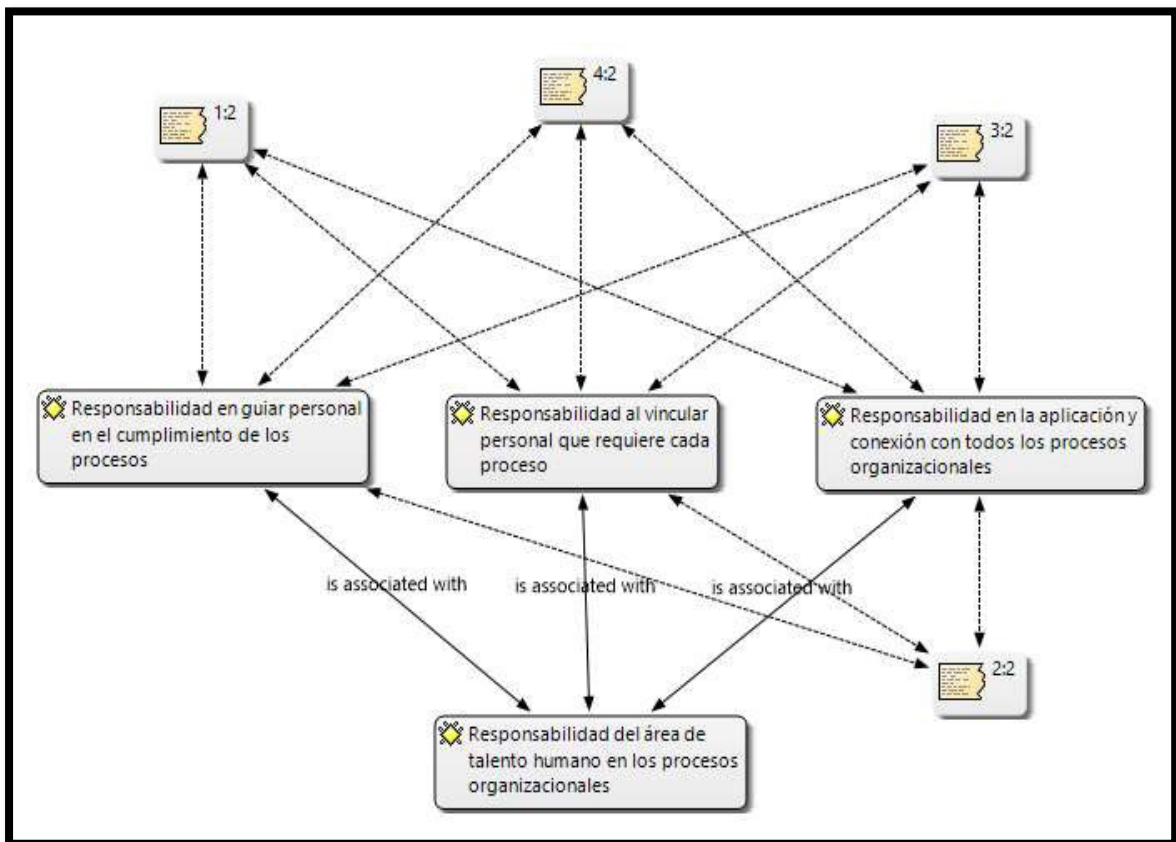 1:2
4:2
3:2
Responsabilidad en guiar personal
en el cumplimiento de los
procesos
Responsabilidad al vincular
personal que requiere cada
proceso
Responsabilidad en la aplicación y
conexión con todos los procesos
organizacionales
is associated with
is associated with
is associated with
2:2
Responsabilidad del área de
talento humano en los procesos
organizacionales